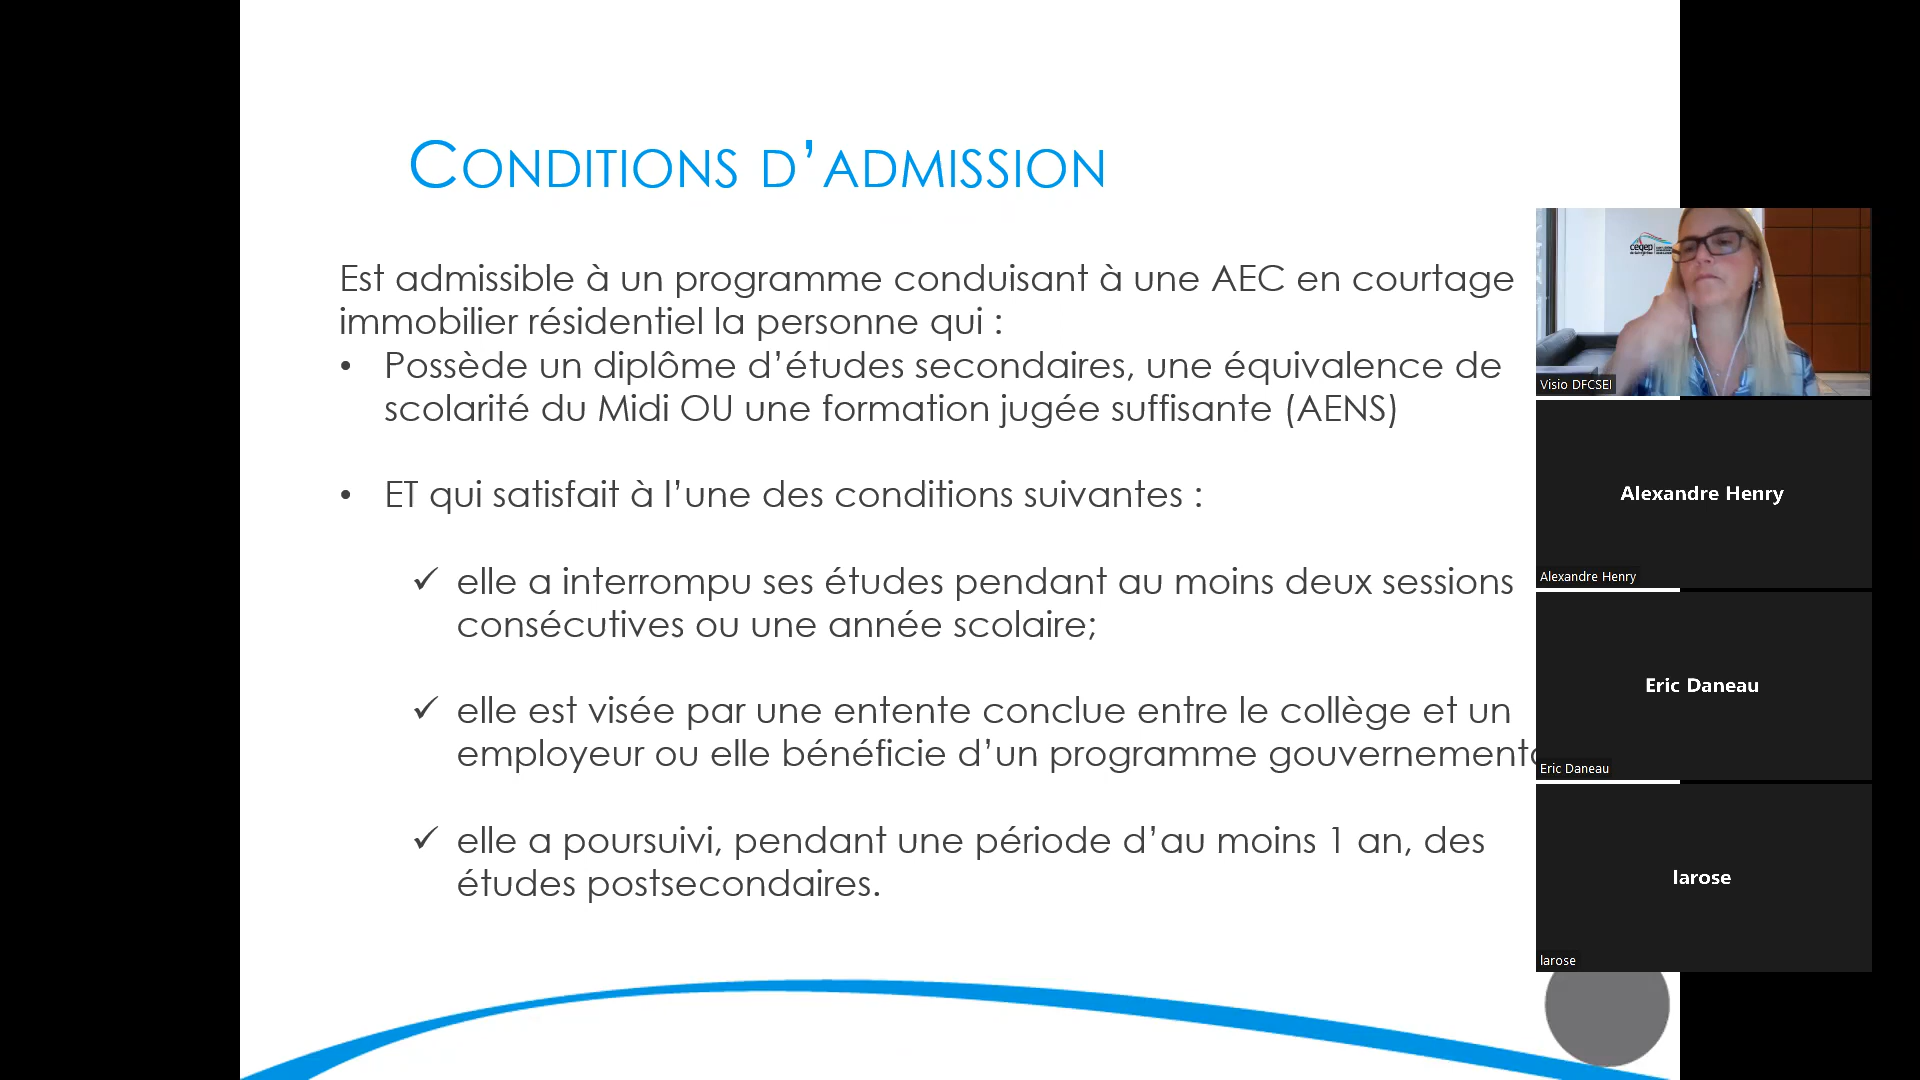 CONDITIONS D’ADMISSION
Est admissible à un programme conduisant à une AEC en courtage
immobilier résidentiel la personne qui :
• Possède un diplôme d’études secondaires, une équivalence de
scolarité du Midi OU une formation jugée suffisante (AENS)
• ET qui satisfait à l’une des conditions suivantes :
✓ elle a interrompu ses études pendant au moins deux sessions
consécutives ou une année scolaire;
✓ elle est visée par une entente conclue entre le collège et un
employeur ou elle bénéficie d’un programme
✓ elle a poursuivi, pendant une période d’au moins 1 an, des
études postsecondaires.
cegep
Visio DFCSEI
Alexandre Henry
Alexandre Henry
Eric Daneau
Eric Daneau
larose
larose